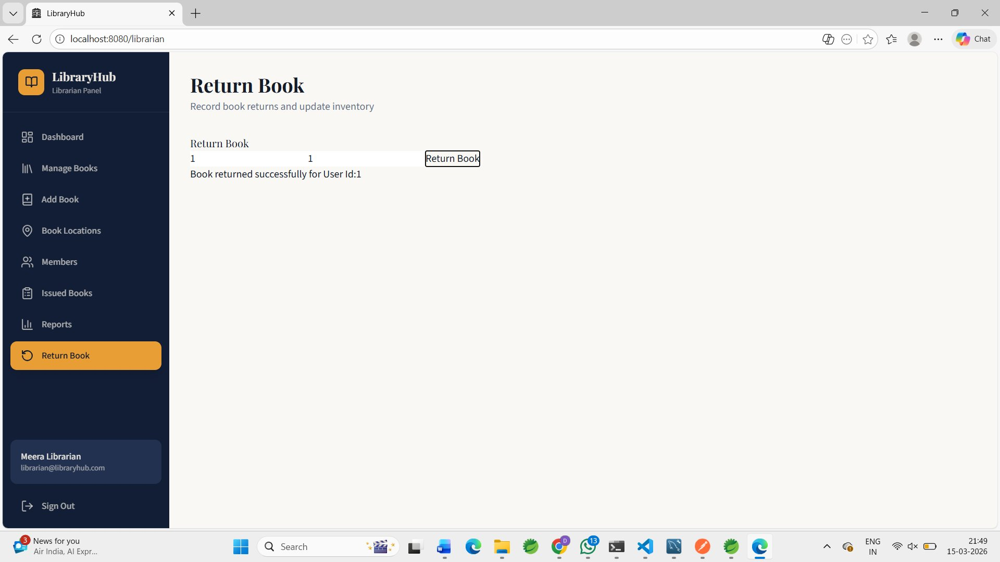 LibraryHub
localhost:8080/librarian
Chat
LibraryHub
Librarian Panel
Dashboard
Manage Books
Add Book
Book Locations
Members
Issued Books
Reports
Return Book
Meera Librarian
librarian@libraryhub.com
Sign Out
Return Book
Record book returns and update inventory
Return Book
1 1 Return Book
Book returned successfully for User Id:1
3
News for you
Air India, AI Expr...
Search
W
D
13
ENG
IN
21:49
15-03-2026